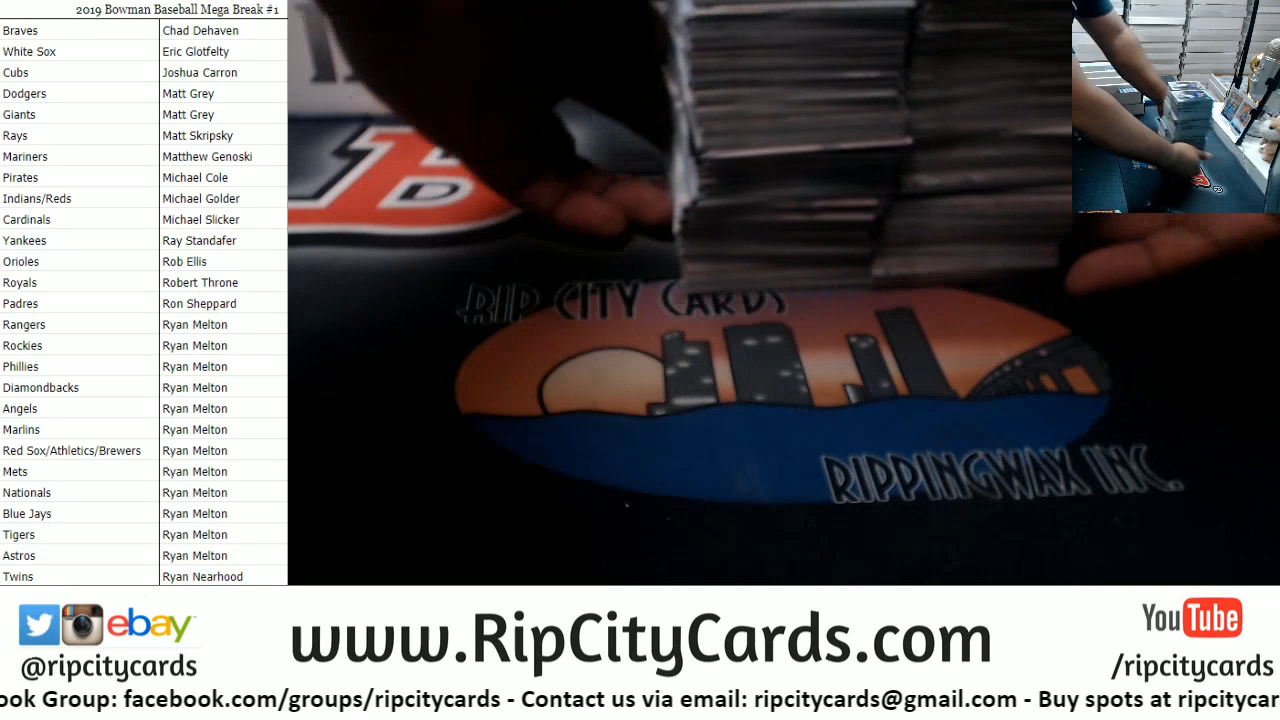 2019 Bowman Baseball Mega Break #1
Braves Chad Dehaven
White Sox Eric Glotfelty
Cubs Joshua Carron
Dodgers Matt Grey
Giants Matt Grey
Rays Matt Skripsky
Mariners Matthew Genoski
Pirates Michael Cole
Indians/Reds Michael Golder
Cardinals Michael Slicker
Yankees Ray Standafer
Orioles Rob Ellis
Royals Robert Throne
Padres Ron Sheppard
Rangers Ryan Melton
Rockies Ryan Melton
Phillies Ryan Melton
Diamondbacks Ryan Melton
Angels Ryan Melton
Marlins Ryan Melton
Red Sox/Athletics/Brewers Ryan Melton
Mets Ryan Melton
Nationals Ryan Melton
Blue Jays Ryan Melton
Tigers Ryan Melton
Astros Ryan Melton
Twins Ryan Nearhood
RIP CITY CARDS
RIPPINGWAX INC.
ebay
@ripcitycards
www.RipCityCards.com
YouTube
/ripcitycards
ook Group: facebook.com/groups/ripcitycards - Contact us via email: ripcitycards@gmail.com - Buy spots at ripcitycar